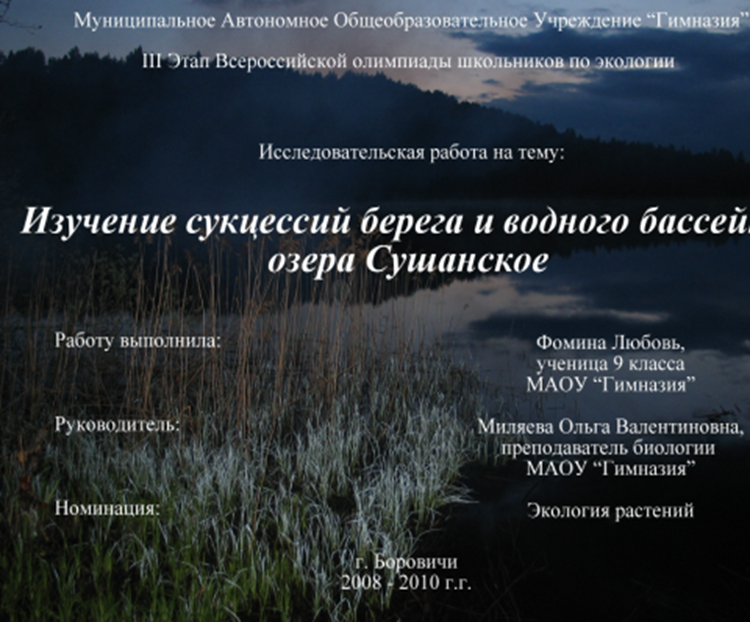 Муниципальное Автономное Общеобразовательное Учреждение “Гимназия”
III Этап Всероссийской олимпиады школьников по экологии
Исследовательская работа на тему:
Изучение сукцессий берега и водного бассей
озера Сушанское
Работу выполнила:
Фомина Любовь,
ученица 9 класса
МАОУ “Гимназия”
Руководитель:
Миляева Ольга Валентиновна,
преподаватель биологии
МАОУ “Гимназия”
Номинация:
Экология растений
г. Боровичи
2008 - 2010 г.г.